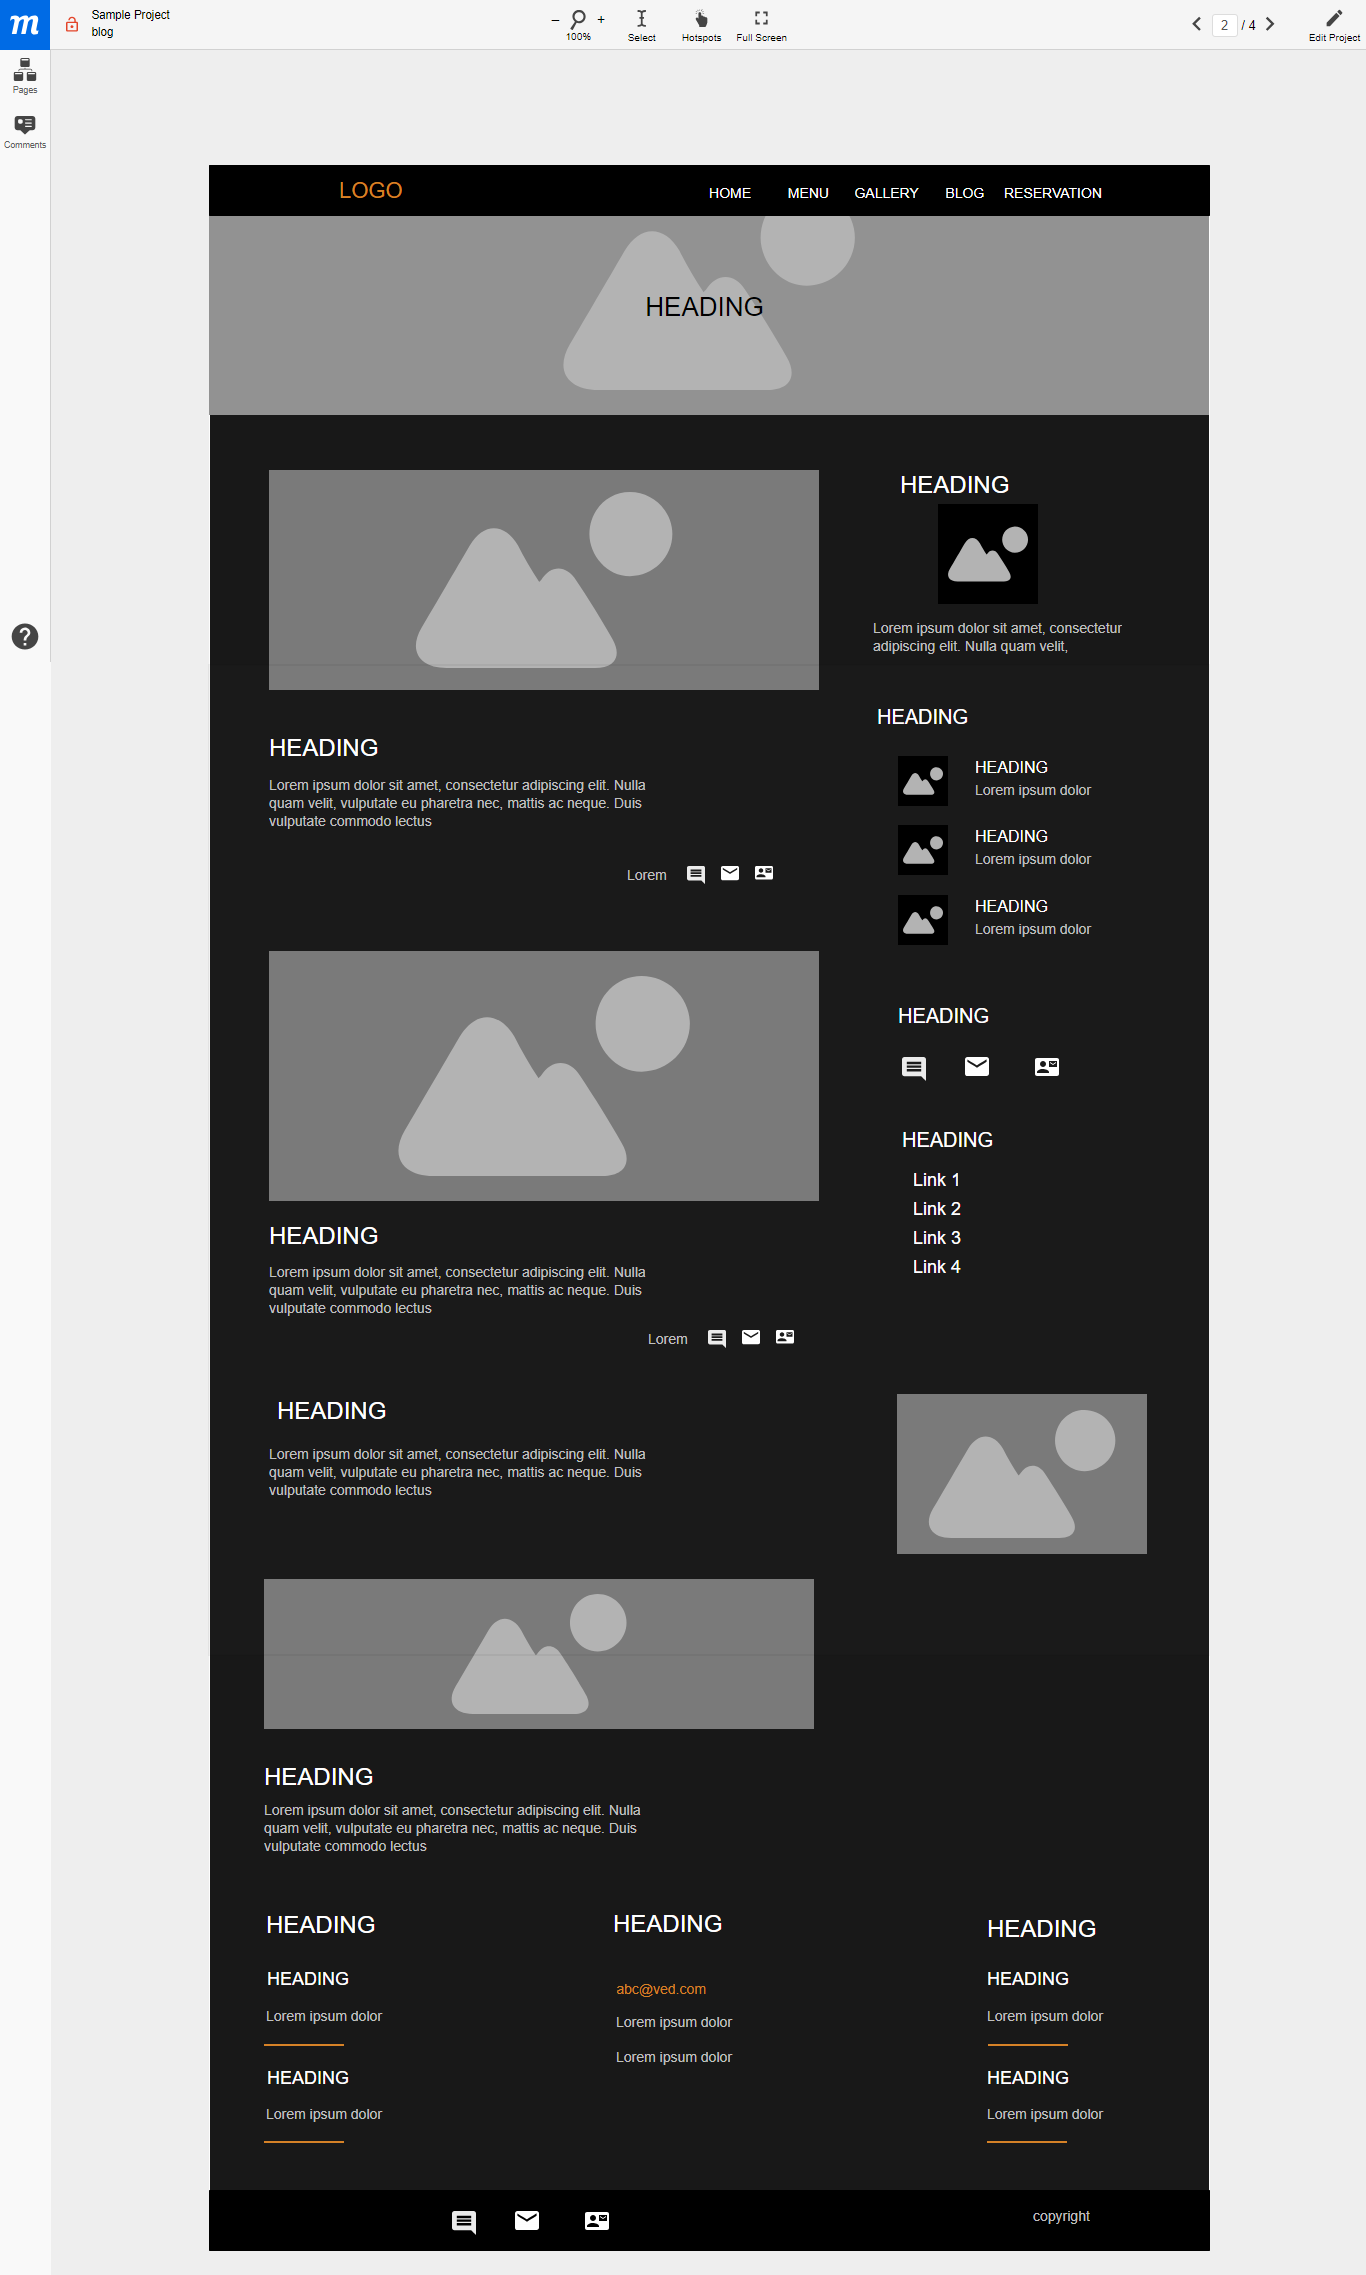 m
Sample Project
blog
− +
100%
Select
Hotspots
Full Screen
2 / 4
Edit Project
Pages
Comments
?
LOGO
HOME MENU GALLERY BLOG RESERVATION
HEADING
HEADING
Lorem ipsum dolor sit amet, consectetur adipiscing elit. Nulla
quam velit, vulputate eu pharetra nec, mattis ac neque. Duis
vulputate commodo lectus
Lorem
HEADING
Lorem ipsum dolor sit amet, consectetur adipiscing elit. Nulla
quam velit, vulputate eu pharetra nec, mattis ac neque. Duis
vulputate commodo lectus
Lorem
HEADING
Lorem ipsum dolor sit amet, consectetur adipiscing elit. Nulla
quam velit, vulputate eu pharetra nec, mattis ac neque. Duis
vulputate commodo lectus
HEADING
Lorem ipsum dolor sit amet, consectetur adipiscing elit. Nulla
quam velit, vulputate eu pharetra nec, mattis ac neque. Duis
vulputate commodo lectus
HEADING
Lorem ipsum dolor sit amet, consectetur
adipiscing elit. Nulla quam velit,
HEADING
HEADING
Lorem ipsum dolor
HEADING
Lorem ipsum dolor
HEADING
Lorem ipsum dolor
HEADING
HEADING
Link 1
Link 2
Link 3
Link 4
HEADING
HEADING
Lorem ipsum dolor
HEADING
Lorem ipsum dolor
HEADING
abc@ved.com
Lorem ipsum dolor
Lorem ipsum dolor
HEADING
HEADING
Lorem ipsum dolor
HEADING
Lorem ipsum dolor
copyright